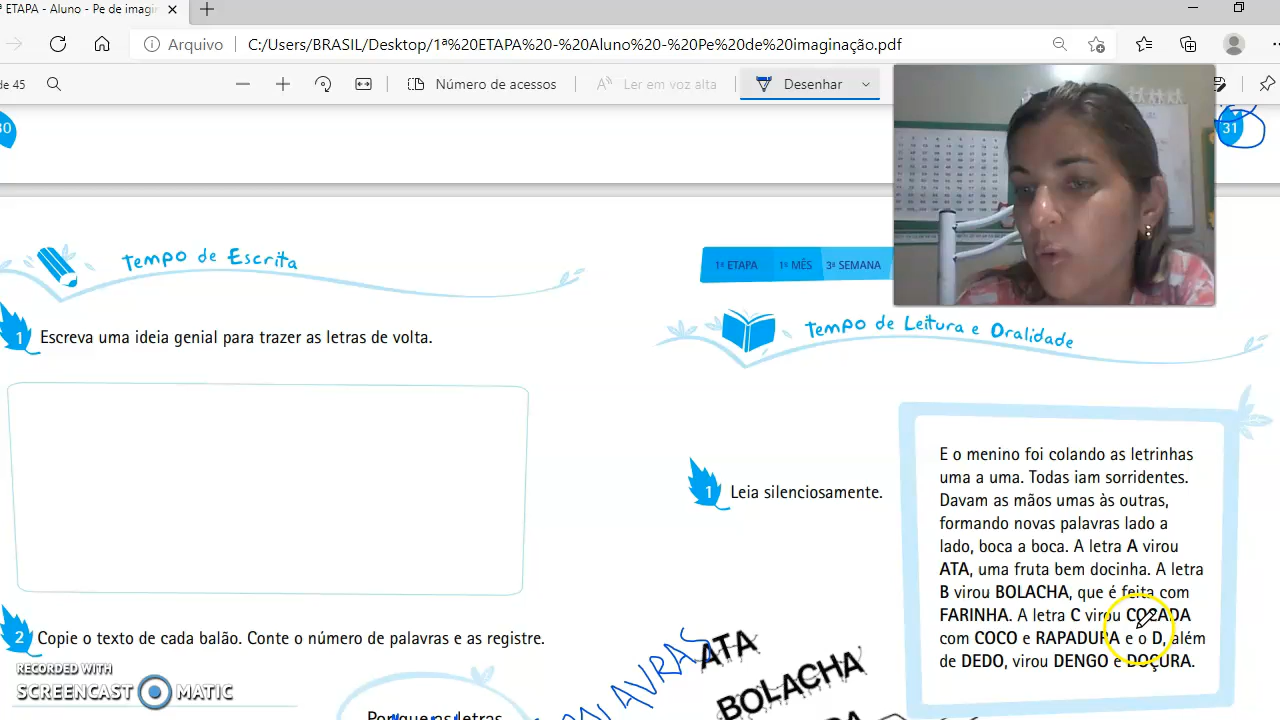 ª ETAPA - Aluno - Pe de imagin
Arquivo
C:/Users/BRASIL/Desktop/1ª%20ETAPA%20-%20Aluno%20-%20Pe%20de%20imaginação.pdf
de 45
Número de acessos
Ler em voz alta
Desenhar
30
31
Tempo de Escrita
1 Escreva uma ideia genial para trazer as letras de volta.
2 Copie o texto de cada balão. Conte o número de palavras e as registre.
Porque as letras
1ª ETAPA 1º MÊS 3ª SEMANA
Tempo de Leitura e Oralidade
1 Leia silenciosamente.
E o menino foi colando as letrinhas
uma a uma. Todas iam sorridentes.
Davam as mãos umas às outras,
formando novas palavras lado a
lado, boca a boca. A letra A virou
ATA, uma fruta bem docinha. A letra
B virou BOLACHA, que é feita com
FARINHA. A letra C virou COCADA
com COCO e RAPADURA e o D, além
de DEDO, virou DENGO e DOÇURA.
PALAVRAS
ATA
BOLACHA
RECORDED WITH
SCREENCAST MATIC